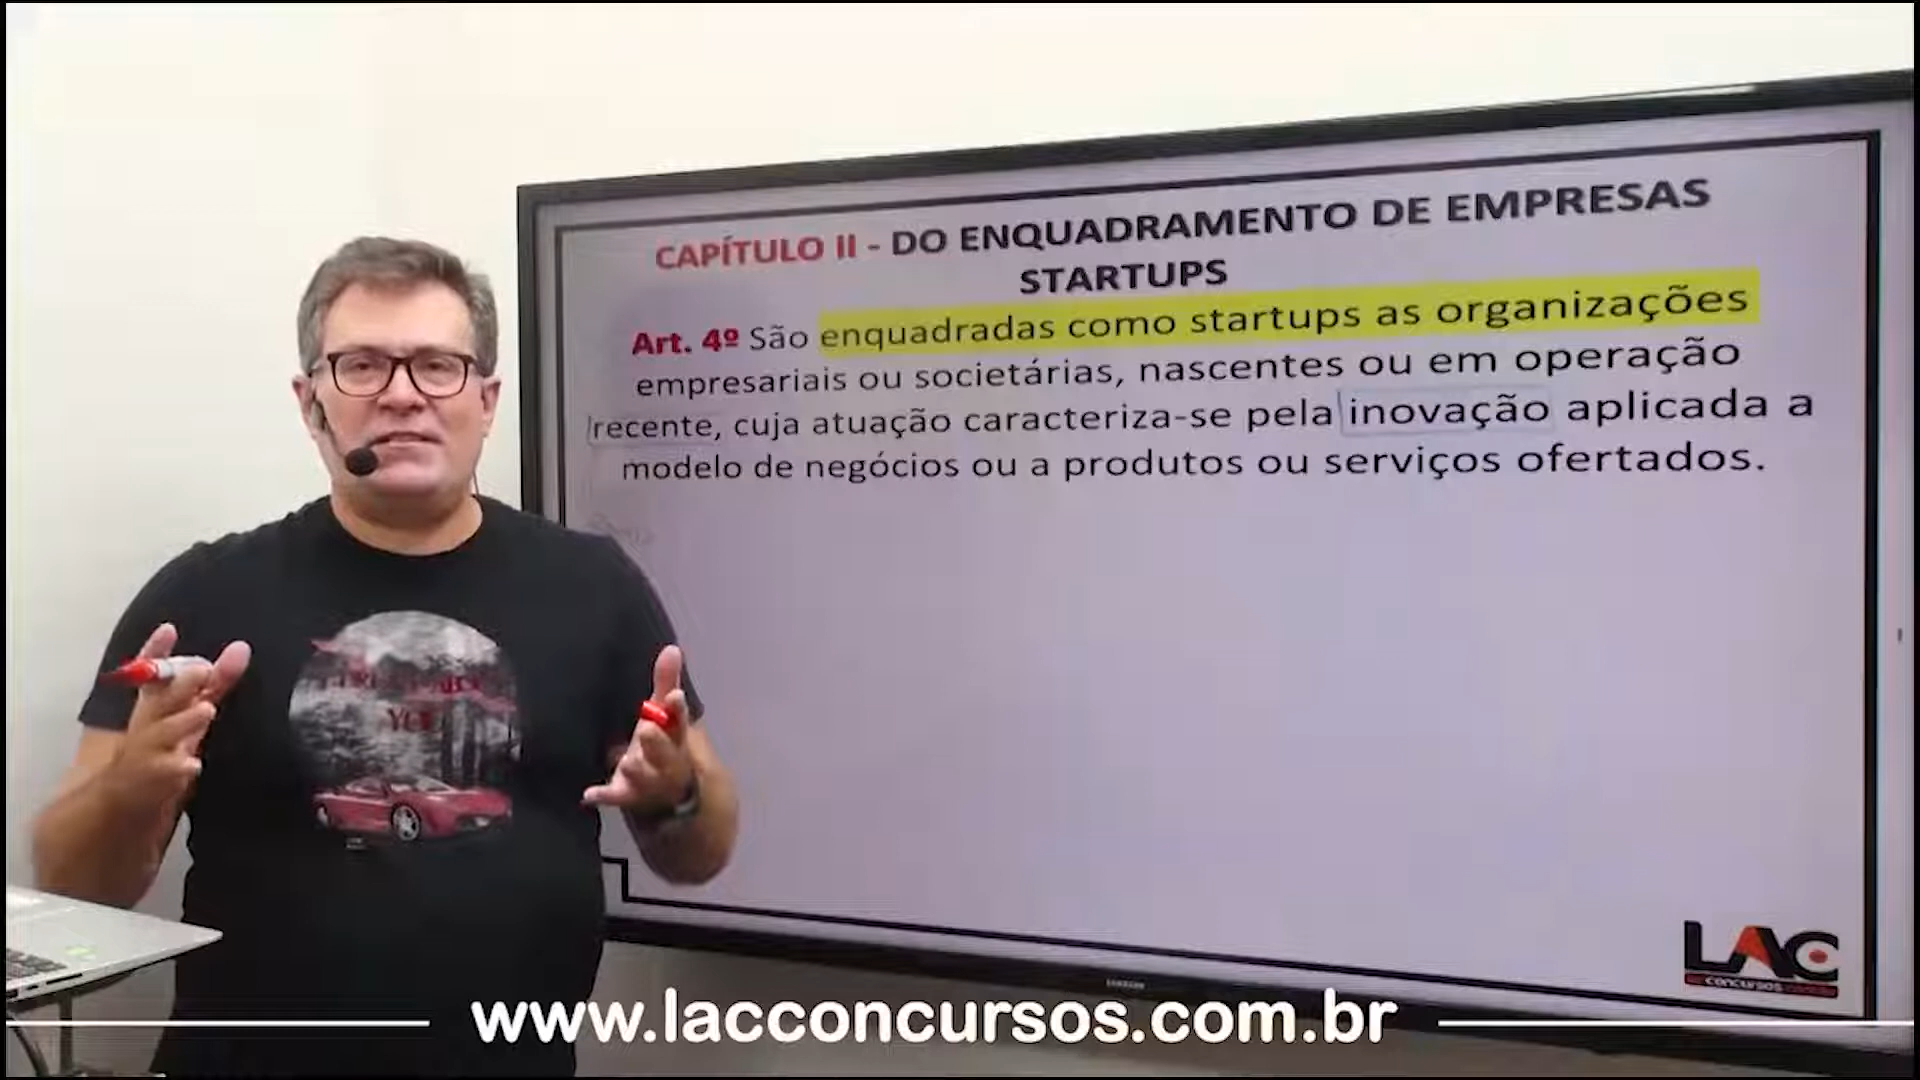 CAPÍTULO II - DO ENQUADRAMENTO DE EMPRESAS
STARTUPS
Art. 4º São enquadradas como startups as organizações
empresariais ou societárias, nascentes ou em operação
recente, cuja atuação caracteriza-se pela inovação aplicada a
modelo de negócios ou a produtos ou serviços ofertados.
YOU
LAC
concursos
www.lacconcursos.com.br